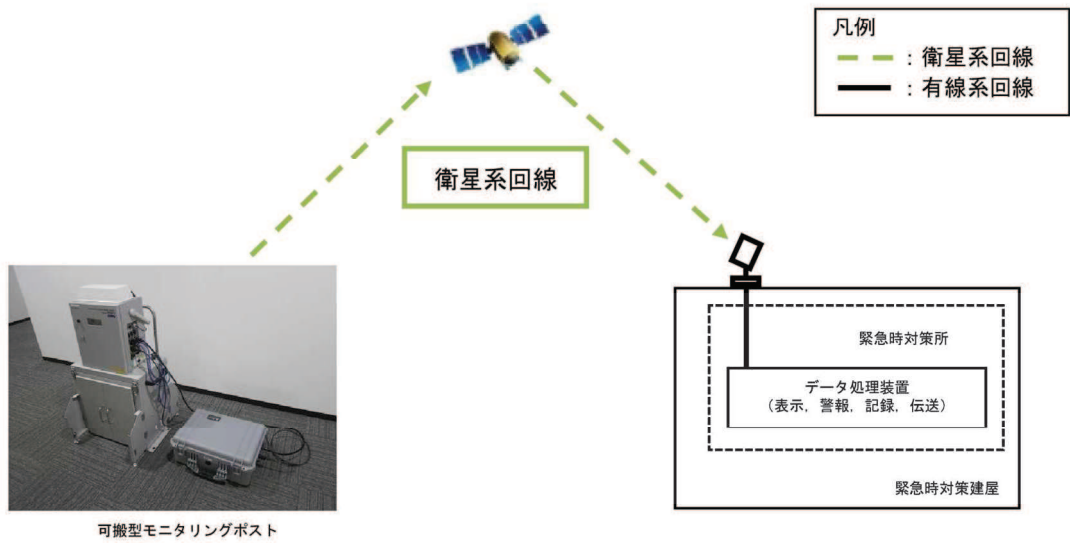 凡例
：衛星系回線
：有線系回線
衛星系回線
緊急時対策所
データ処理装置
（表示，警報，記録，伝送）
緊急時対策建屋
可搬型モニタリングポスト